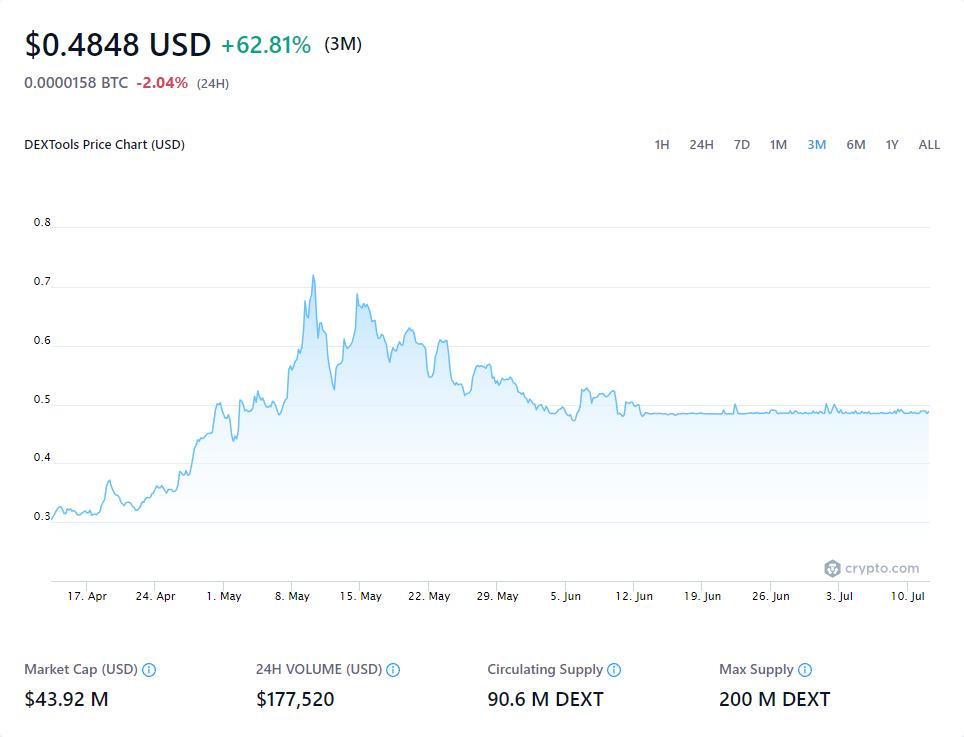 $0.4848 USD +62.81% (3M)
0.0000158 BTC -2.04% (24H)
DEXTools Price Chart (USD) 1H 24H 7D 1M 3M 6M 1Y ALL
0.8
0.7
0.6
0.5
0.4
0.3
crypto.com
17. Apr 24. Apr 1. May 8. May 15. May 22. May 29. May 5. Jun 12. Jun 19. Jun 26. Jun 3. Jul 10. Jul
Market Cap (USD) 24H VOLUME (USD) Circulating Supply Max Supply
$43.92 M $177,520 90.6 M DEXT 200 M DEXT